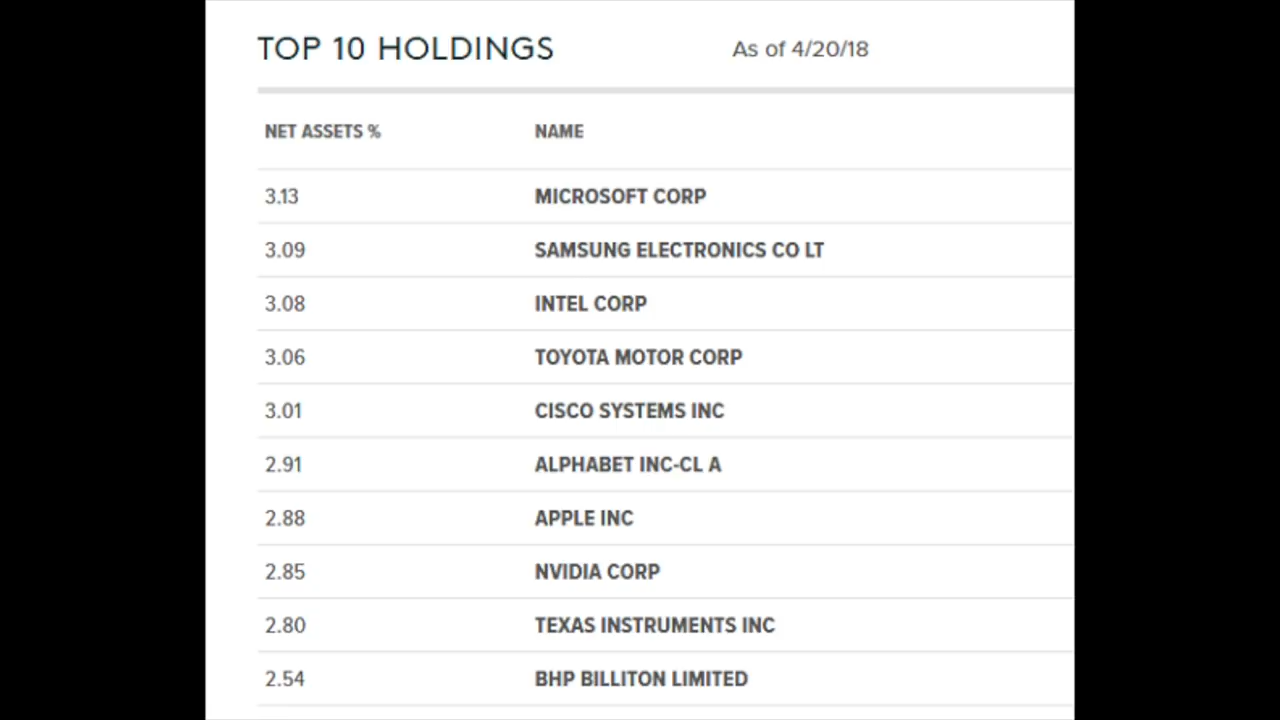 TOP 10 HOLDINGS As of 4/20/18
NET ASSETS % NAME
3.13 MICROSOFT CORP
3.09 SAMSUNG ELECTRONICS CO LT
3.08 INTEL CORP
3.06 TOYOTA MOTOR CORP
3.01 CISCO SYSTEMS INC
2.91 ALPHABET INC-CL A
2.88 APPLE INC
2.85 NVIDIA CORP
2.80 TEXAS INSTRUMENTS INC
2.54 BHP BILLITON LIMITED